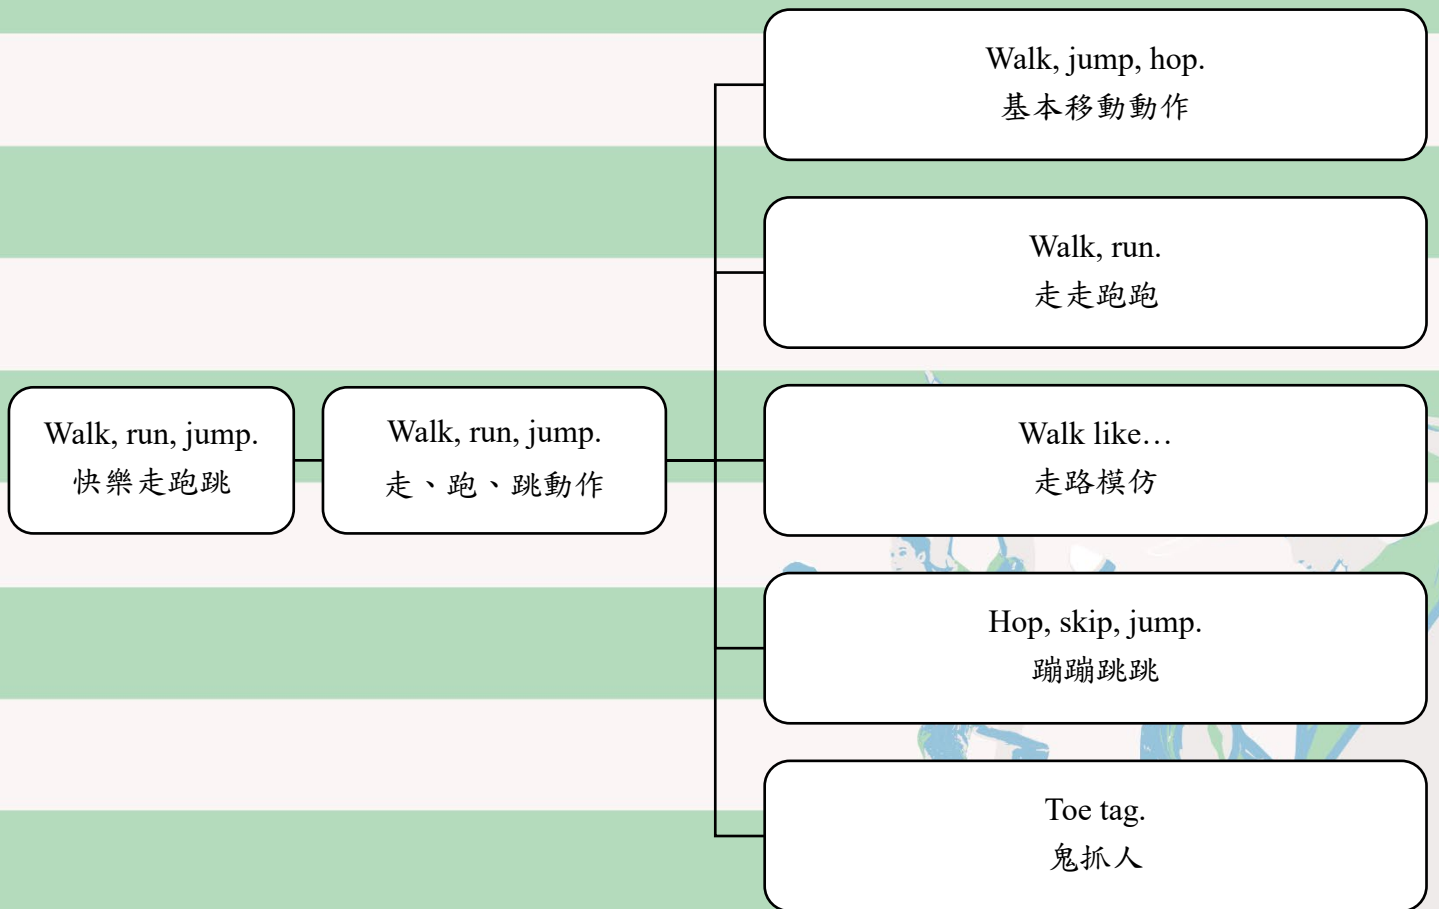 Walk, run, jump.
快樂走跑跳
Walk, run, jump.
走、跑、跳動作
Walk, jump, hop.
基本移動動作
Walk, run.
走走跑跑
Walk like…
走路模仿
Hop, skip, jump.
蹦蹦跳跳
Toe tag.
鬼抓人